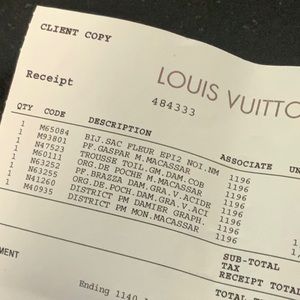 CLIENT COPY
LOUIS VUITTO
Receipt
484333
QTY CODE DESCRIPTION ASSOCIATE UN
1 M65084 BIJ.SAC FLEUR EPI2 NOI.NM 1196
1 M93801 PF.GASPAR M.MACASSAR 1196
1 N47523 TROUSSE TOIL.GM.DAM.COB 1196
1 M60111 ORG.DE POCHE M.MACASSAR 1196
1 N63252 PF.BRAZZA DAM.GRA.V.ACIDE 1196
1 N63255 ORG.DE.POCH.DAM.GRA.V.ACI 1196
1 N41260 DISTRICT PM DAMIER GRAPH. 1196
1 M40935 DISTRICT PM MON.MACASSAR 1196
SUB-TOTAL
TAX
RECEIPT TOTAL
TOTAL
MENT
Ending 1140